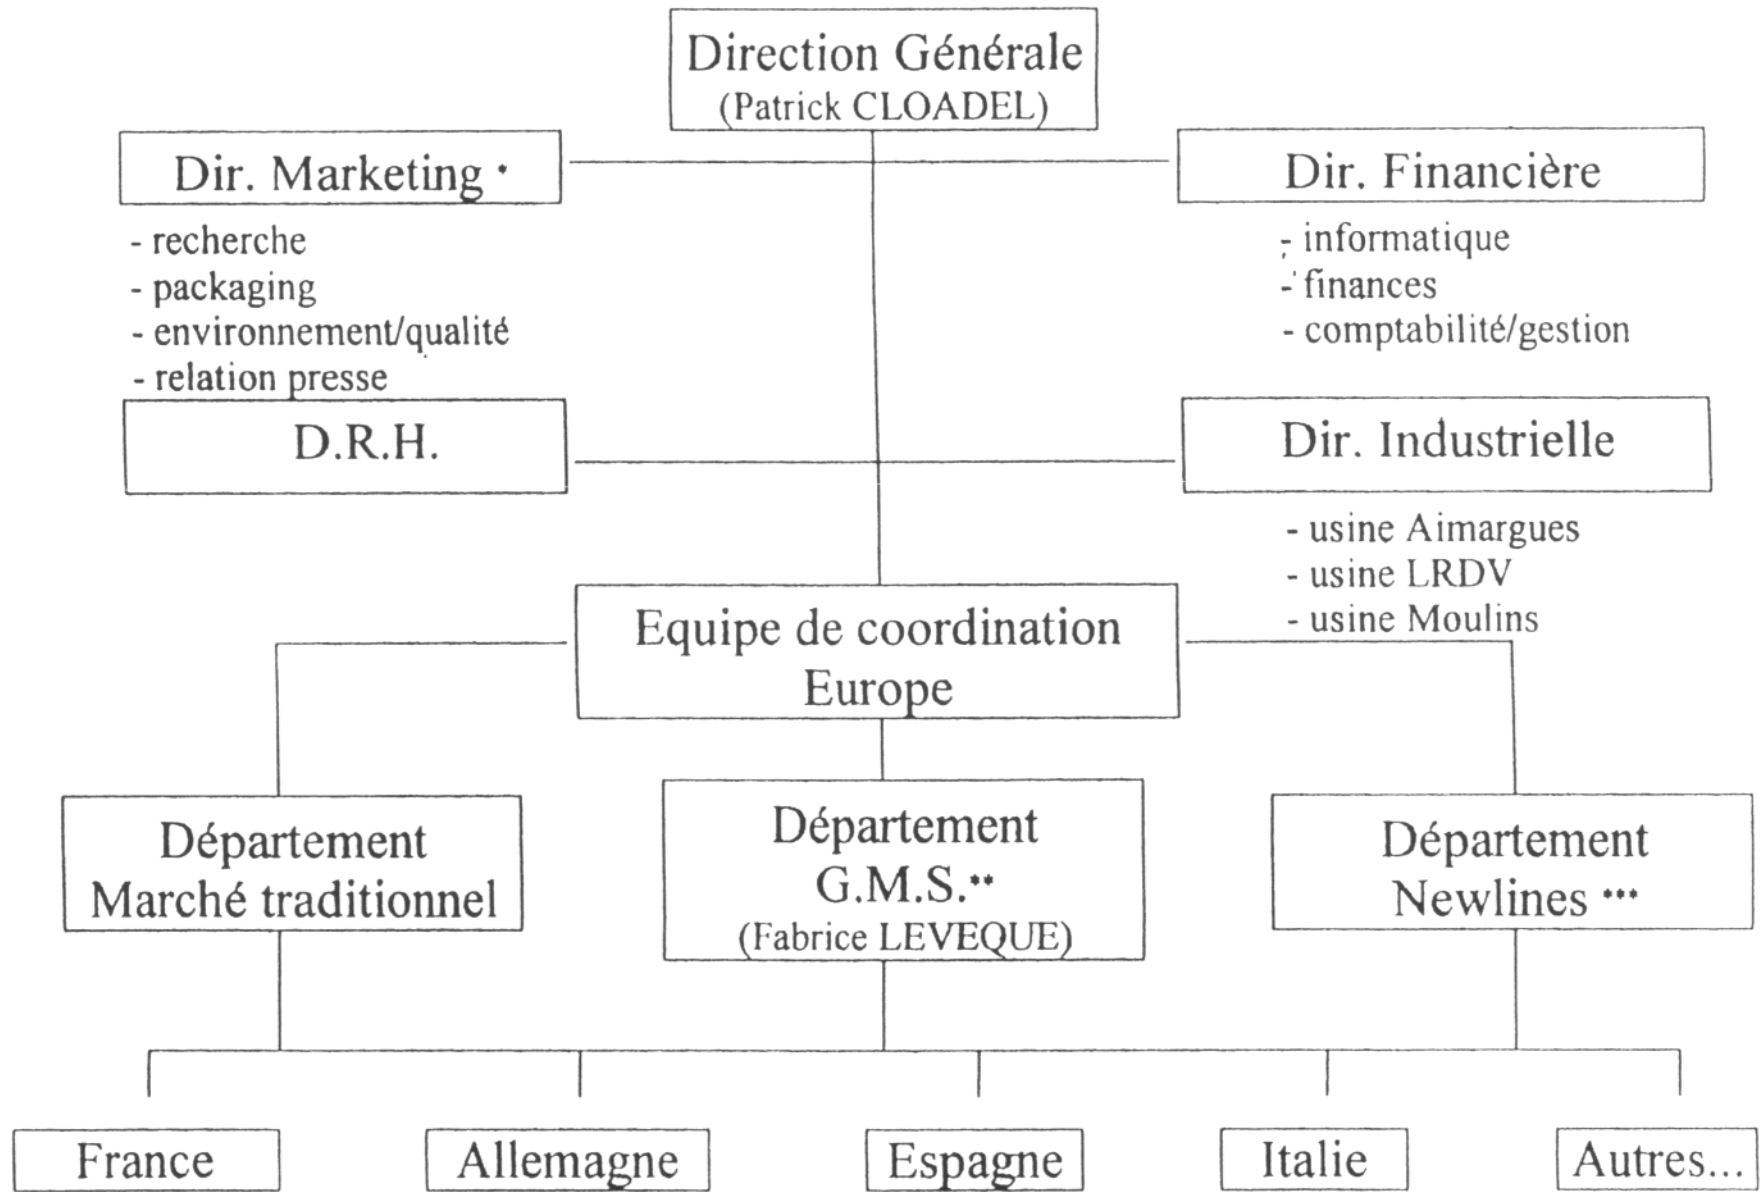 Direction Générale
(Patrick CLOADEL)
Dir. Marketing *
- recherche
- packaging
- environnement/qualité
- relation presse
Dir. Financière
- informatique
- finances
- comptabilité/gestion
D.R.H.
Dir. Industrielle
- usine Aimargues
- usine LRDV
- usine Moulins
Equipe de coordination
Europe
Département
Marché traditionnel
Département
G.M.S.**
(Fabrice LEVEQUE)
Département
Newlines ***
France
Allemagne
Espagne
Italie
Autres...